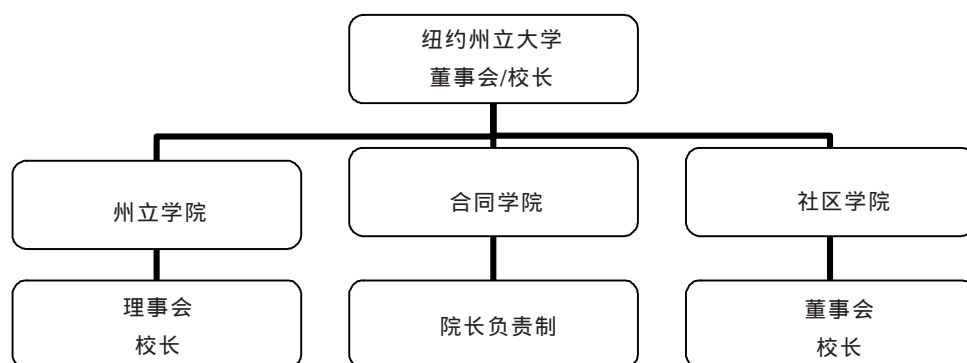 纽约州立大学
董事会/校长
州立学院
合同学院
社区学院
理事会
校长
院长负责制
董事会
校长